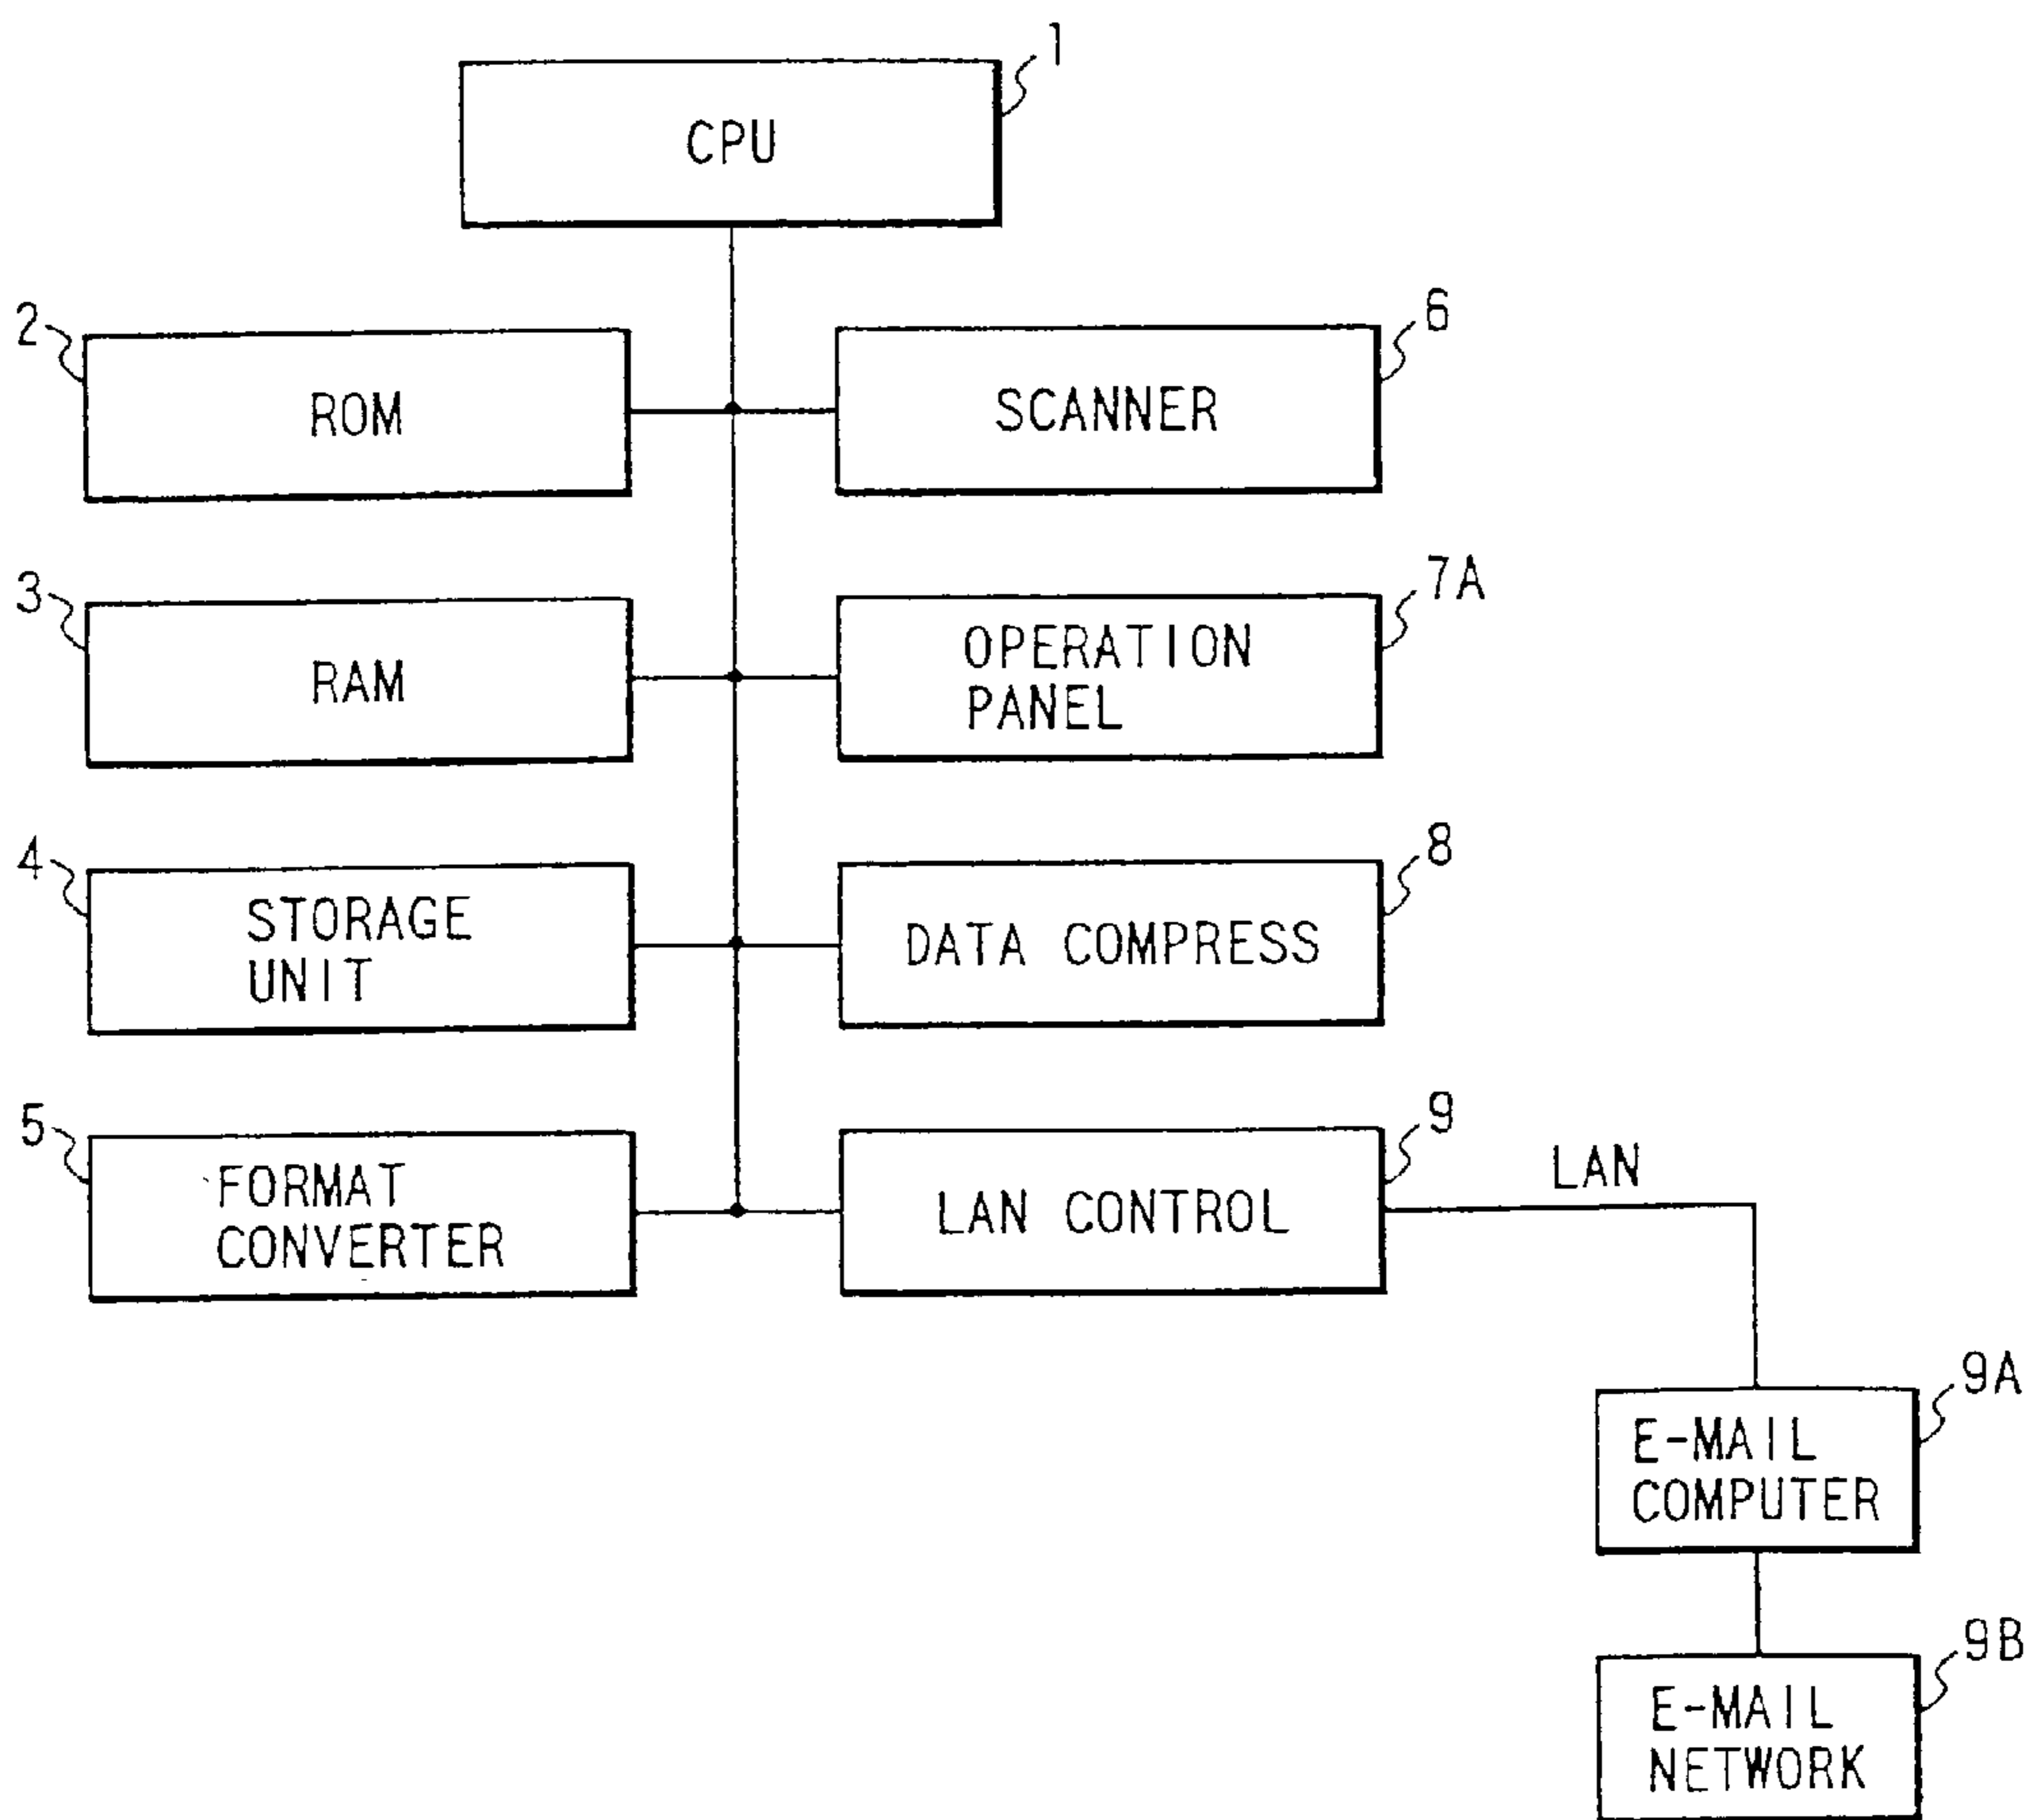 1
CPU
2
ROM
6
SCANNER
3
RAM
7A
OPERATION
PANEL
4
STORAGE
UNIT
8
DATA COMPRESS
5
FORMAT
CONVERTER
9
LAN CONTROL
LAN
9A
E-MAIL
COMPUTER
9B
E-MAIL
NETWORK